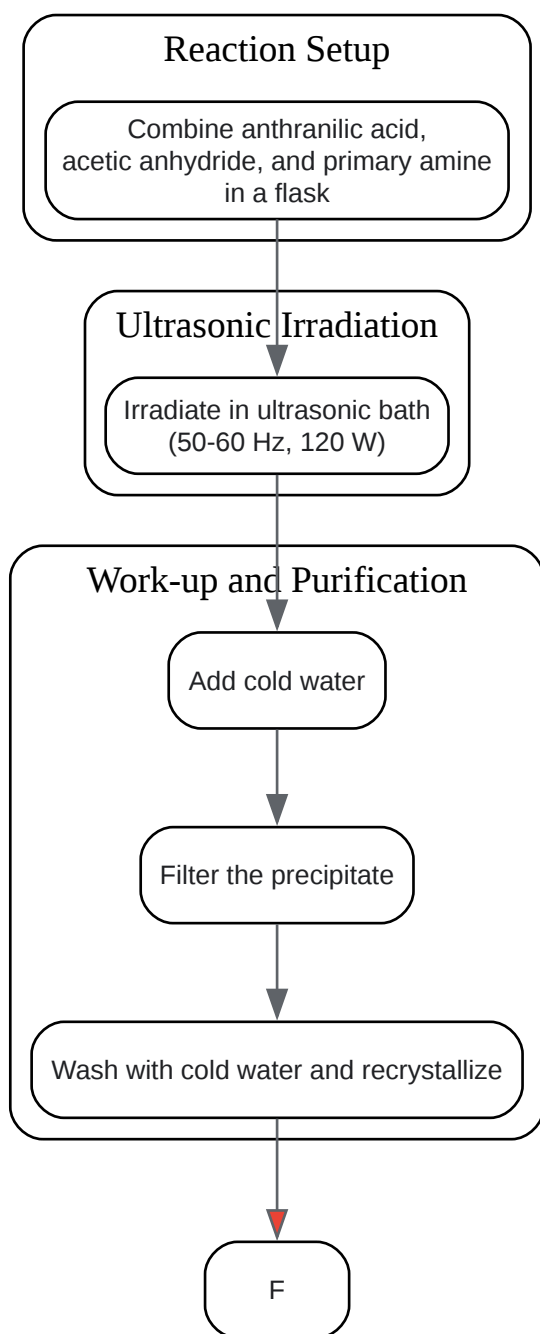 Reaction Setup
Combine anthranilic acid,
acetic anhydride, and primary amine
in a flask
Ultrasonic Irradiation
Irradiate in ultrasonic bath
(50-60 Hz, 120 W)
Work-up and Purification
Add cold water
Filter the precipitate
Wash with cold water and recrystallize
F